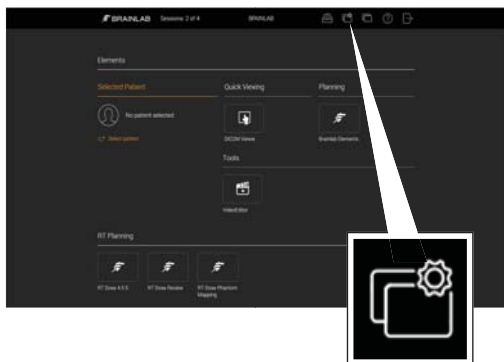 BRAINLAB Sessions: 2 of 4 BRAINLAB
Elements
Selected Patient Quick Viewing Planning
No patient selected
Select patient DICOM Viewer Brainlab Elements
Tools
VideoEditor
RT Planning
RT Dose 4.5.5 RT Dose Review RT Dose Phantom
Mapping